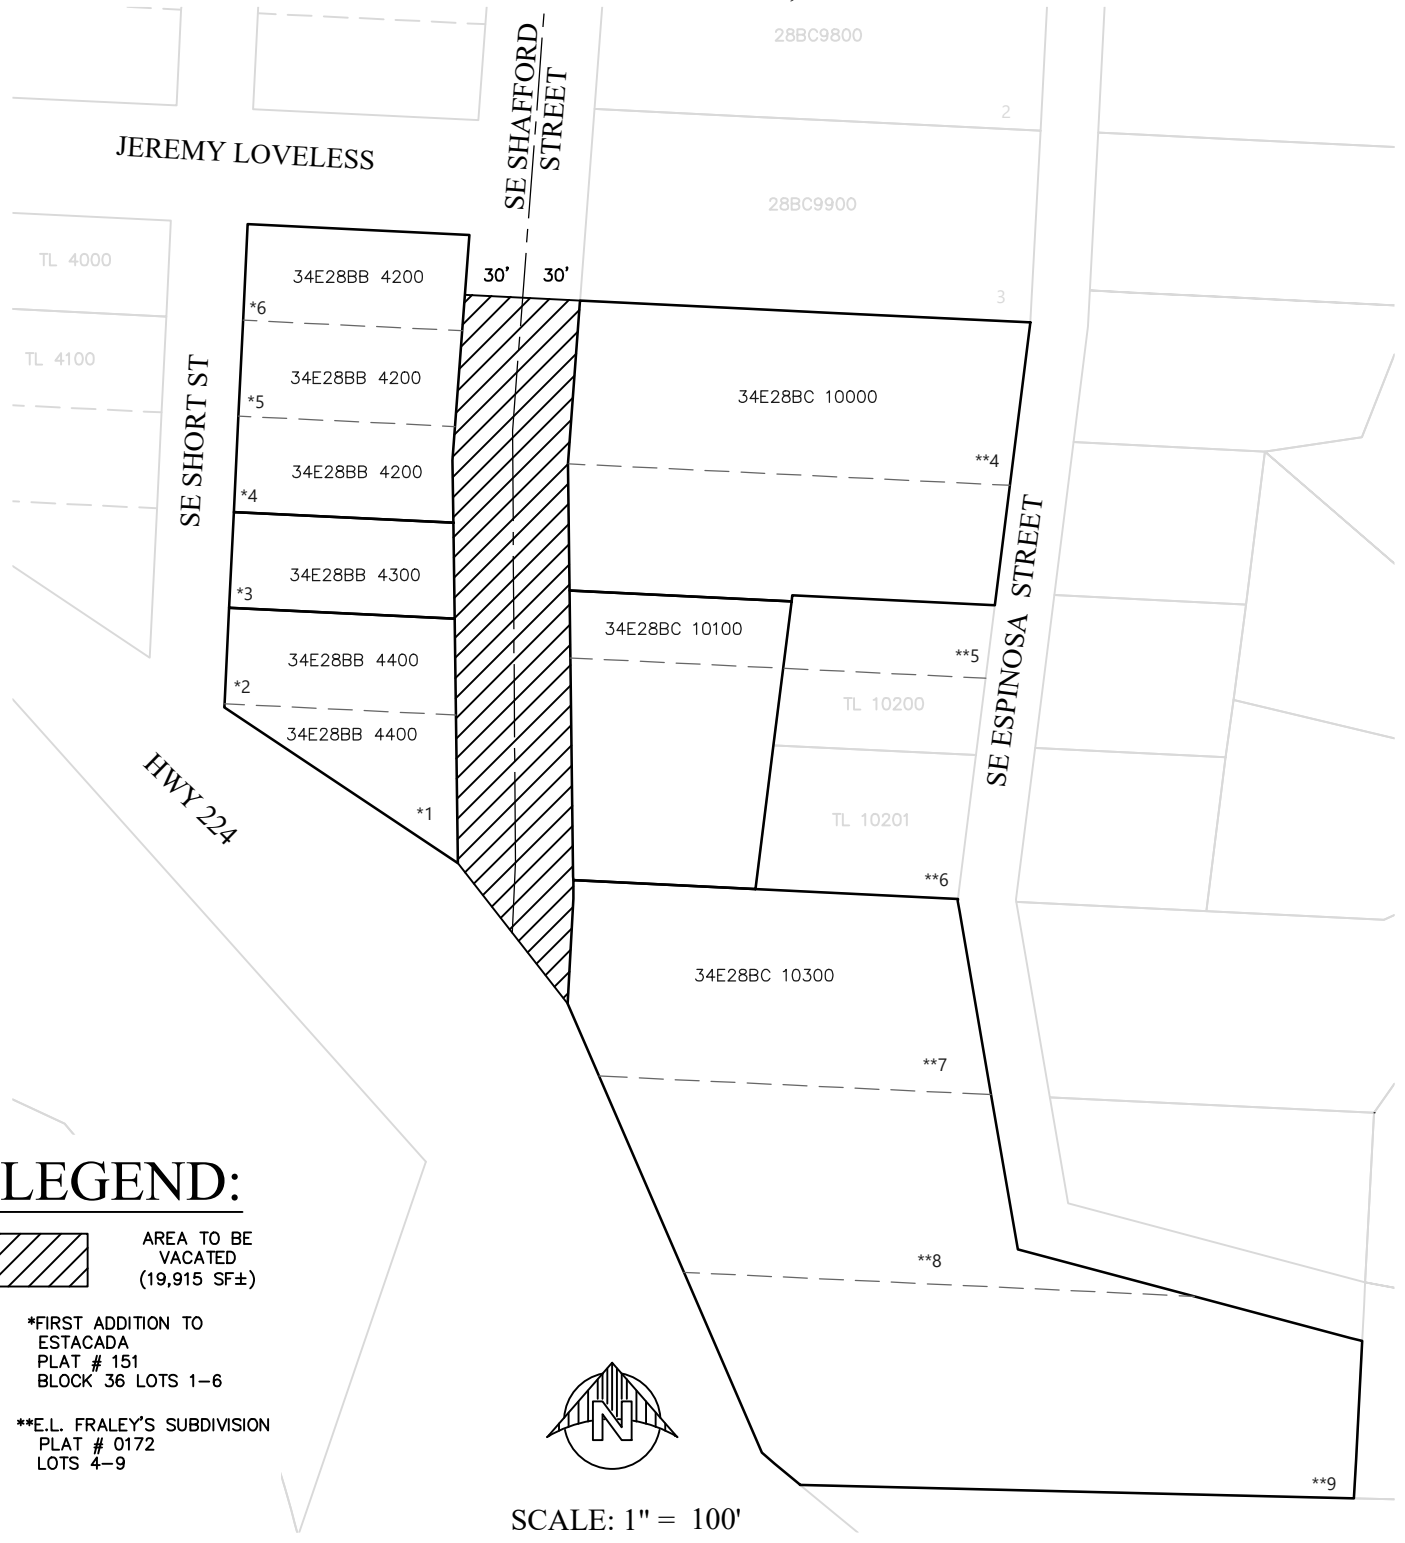 28BC9800
SE SHAFFORD
STREET
2
JEREMY LOVELESS
28BC9900
TL 4000
34E28BB 4200
30'
30'
3
*6
TL 4100
34E28BB 4200
34E28BC 10000
*5
SE SHORT ST
34E28BB 4200
**4
*4
34E28BB 4300
*3
34E28BC 10100
SE ESPINOSA STREET
34E28BB 4400
**5
*2
TL 10200
34E28BB 4400
HWY 224
*1
TL 10201
**6
34E28BC 10300
**7
LEGEND:
AREA TO BE
VACATED
(19,915 SF±)
**8
*FIRST ADDITION TO
ESTACADA
PLAT # 151
BLOCK 36 LOTS 1-6
**E.L. FRALEY'S SUBDIVISION
PLAT # 0172
LOTS 4-9
N
**9
SCALE: 1" = 100'